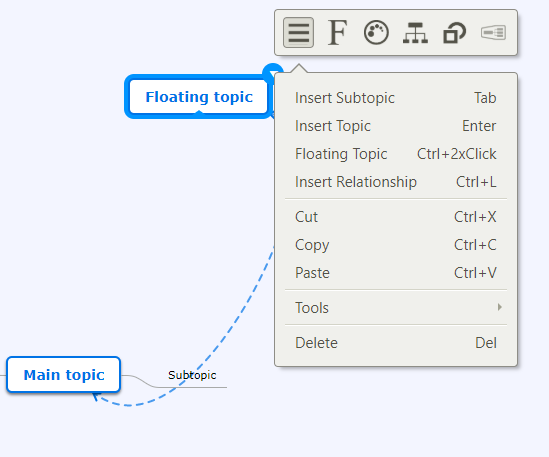 F
Floating topic
Insert Subtopic Tab
Insert Topic Enter
Floating Topic Ctrl+2xClick
Insert Relationship Ctrl+L
Cut Ctrl+X
Copy Ctrl+C
Paste Ctrl+V
Tools
Delete Del
Main topic
Subtopic